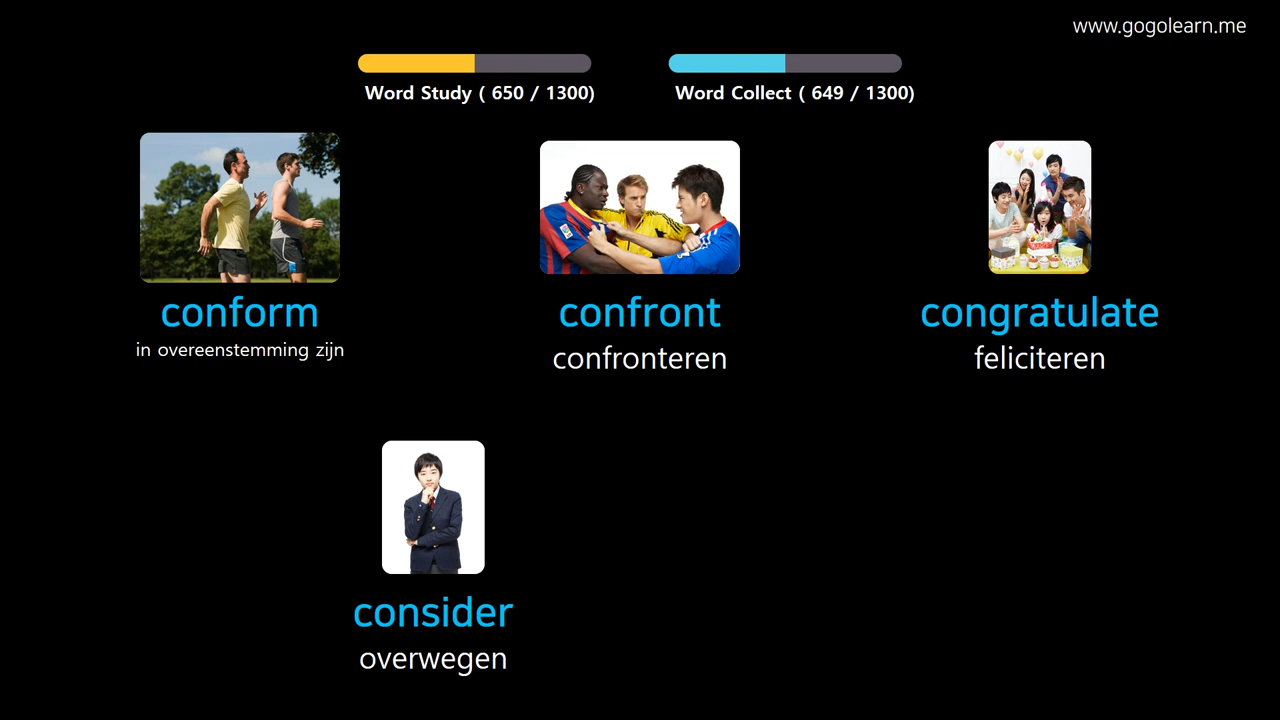 www.gogolearn.me
Word Study ( 650 / 1300)
Word Collect ( 649 / 1300)
conform
in overeenstemming zijn
confront
confronteren
congratulate
feliciteren
consider
overwegen